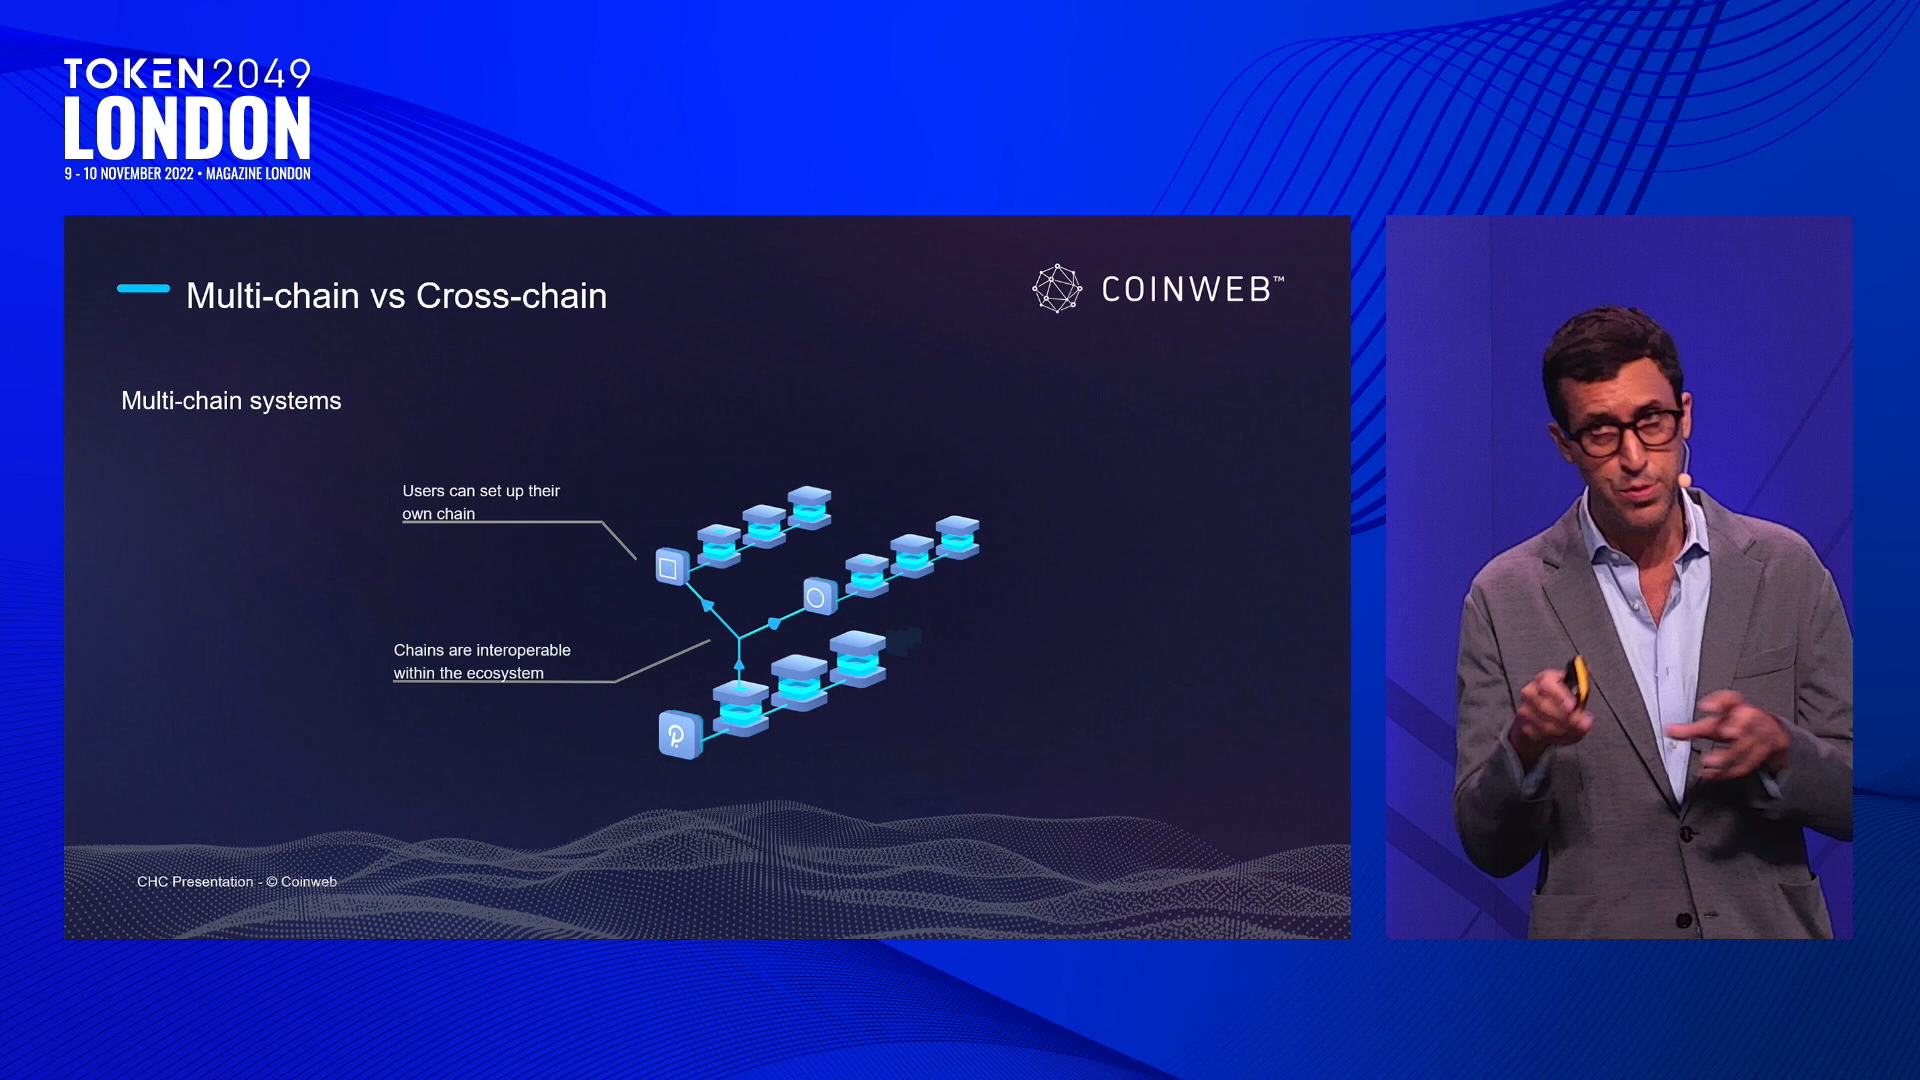 TOKEN2049
LONDON
9 - 10 NOVEMBER 2022 • MAGAZINE LONDON
Multi-chain vs Cross-chain
COINWEB™
Multi-chain systems
Users can set up their
own chain
Chains are interoperable
within the ecosystem
CHC Presentation - © Coinweb